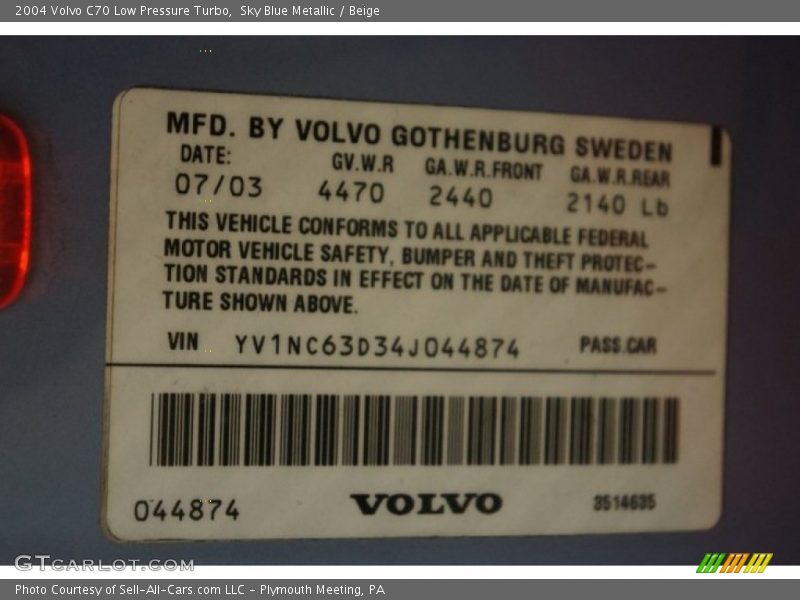 2004 Volvo C70 Low Pressure Turbo, Sky Blue Metallic / Beige
MFD. BY VOLVO GOTHENBURG SWEDEN
DATE: GV.W.R GA.W.R.FRONT GA.W.R.REAR
07/03 4470 2440 2140 Lb
THIS VEHICLE CONFORMS TO ALL APPLICABLE FEDERAL
MOTOR VEHICLE SAFETY, BUMPER AND THEFT PROTEC-
TION STANDARDS IN EFFECT ON THE DATE OF MANUFAC-
TURE SHOWN ABOVE.
VIN YV1NC63D34J044874 PASS.CAR
044874 VOLVO 3514635
GTCARLOT.COM
Photo Courtesy of Sell-All-Cars.com LLC - Plymouth Meeting, PA